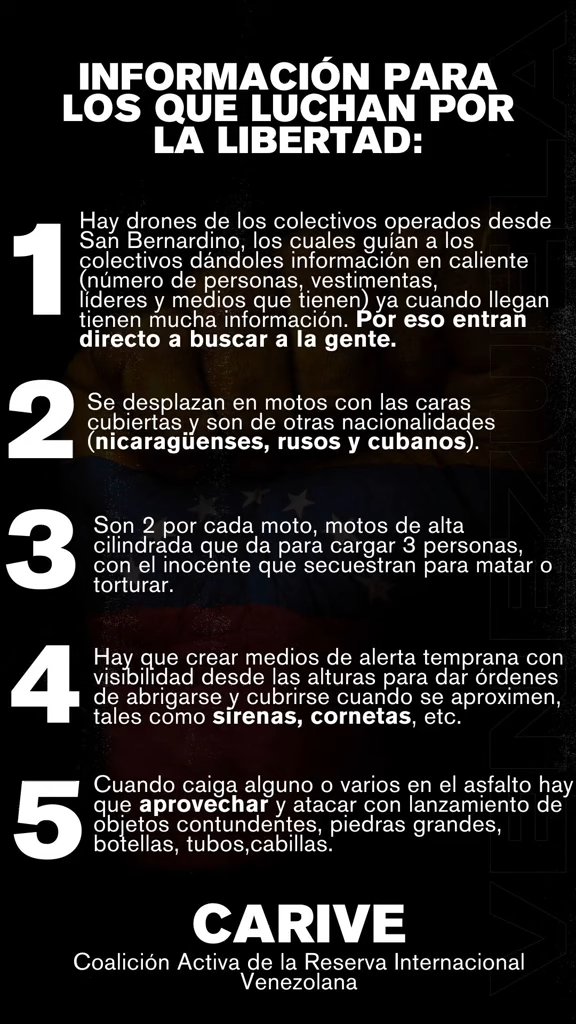 INFORMACIÓN PARA
LOS QUE LUCHAN POR
LA LIBERTAD:
1
Hay drones de los colectivos operados desde
San Bernardino, los cuales guían a los
colectivos dándoles información en caliente
(número de personas, vestimentas,
líderes y medios que tienen) ya cuando llegan
tienen mucha información. Por eso entran
directo a buscar a la gente.
2
Se desplazan en motos con las caras
cubiertas y son de otras nacionalidades
(nicaragüenses, rusos y cubanos).
3
Son 2 por cada moto, motos de alta
cilindrada que da para cargar 3 personas,
con el inocente que secuestran para matar o
torturar.
4
Hay que crear medios de alerta temprana con
visibilidad desde las alturas para dar órdenes
de abrigarse y cubrirse cuando se aproximen,
tales como sirenas, cornetas, etc.
5
Cuando caiga alguno o varios en el asfalto hay
que aprovechar y atacar con lanzamiento de
objetos contundentes, piedras grandes,
botellas, tubos,cabillas.
CARIVE
Coalición Activa de la Reserva Internacional
Venezolana
VENEZUELA